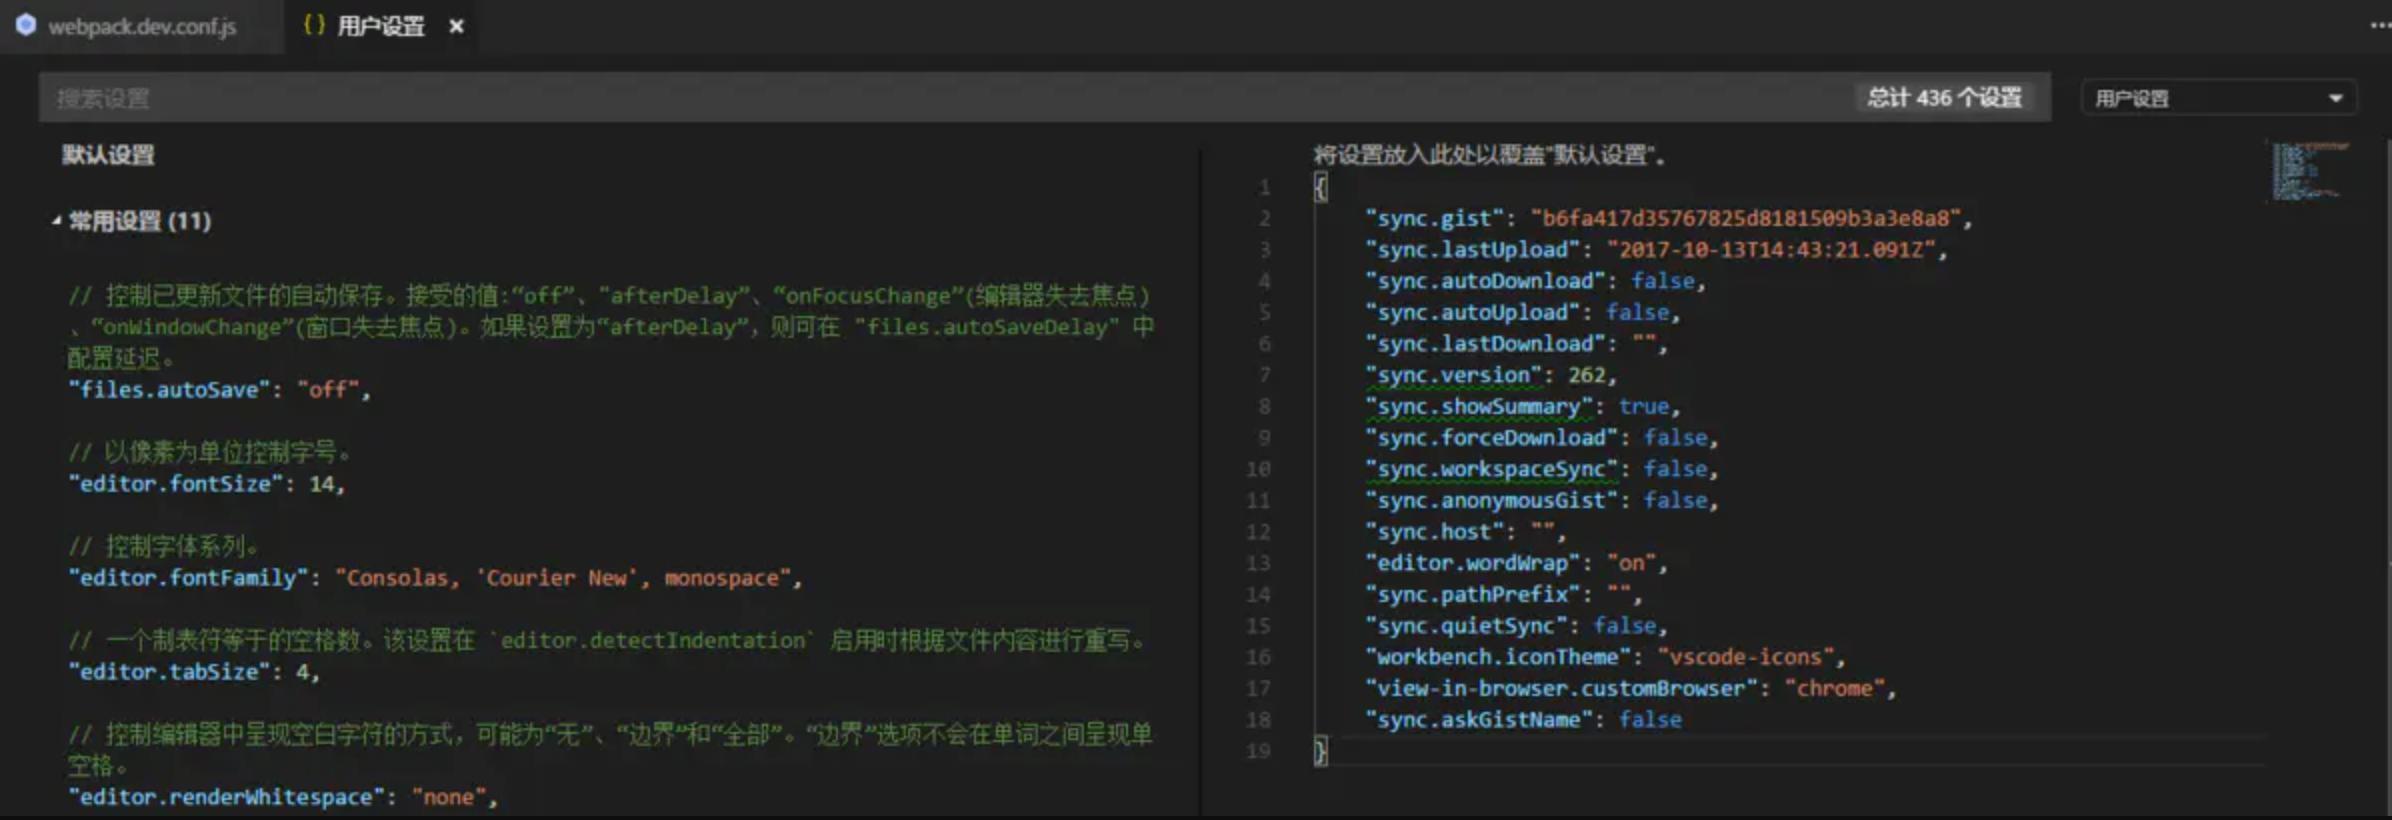 webpack.dev.conf.js
{} 用户设置 ×
搜索设置
总计 436 个设置
用户设置
默认设置
常用设置 (11)
// 控制已更新文件的自动保存。接受的值:“off”、"afterDelay”、“onFocusChange”(编辑器失去焦点)
、“onWindowChange”(窗口失去焦点)。如果设置为“afterDelay”，则可在 "files.autoSaveDelay" 中
配置延迟。
"files.autoSave": "off",
// 以像素为单位控制字号。
"editor.fontSize": 14,
// 控制字体系列。
"editor.fontFamily": "Consolas, 'Courier New', monospace",
// 一个制表符等于的空格数。该设置在 `editor.detectIndentation` 启用时根据文件内容进行重写。
"editor.tabSize": 4,
// 控制编辑器中呈现空白字符的方式，可能为“无”、“边界”和“全部”。“边界”选项不会在单词之间呈现单
空格。
"editor.renderWhitespace": "none",
将设置放入此处以覆盖"默认设置"。
1 {
2 "sync.gist": "b6fa417d35767825d8181509b3a3e8a8",
3 "sync.lastUpload": "2017-10-13T14:43:21.091Z",
4 "sync.autoDownload": false,
5 "sync.autoUpload": false,
6 "sync.lastDownload": "",
7 "sync.version": 262,
8 "sync.showSummary": true,
9 "sync.forceDownload": false,
10 "sync.workspaceSync": false,
11 "sync.anonymousGist": false,
12 "sync.host": "",
13 "editor.wordWrap": "on",
14 "sync.pathPrefix": "",
15 "sync.quietSync": false,
16 "workbench.iconTheme": "vscode-icons",
17 "view-in-browser.customBrowser": "chrome",
18 "sync.askGistName": false
19 }